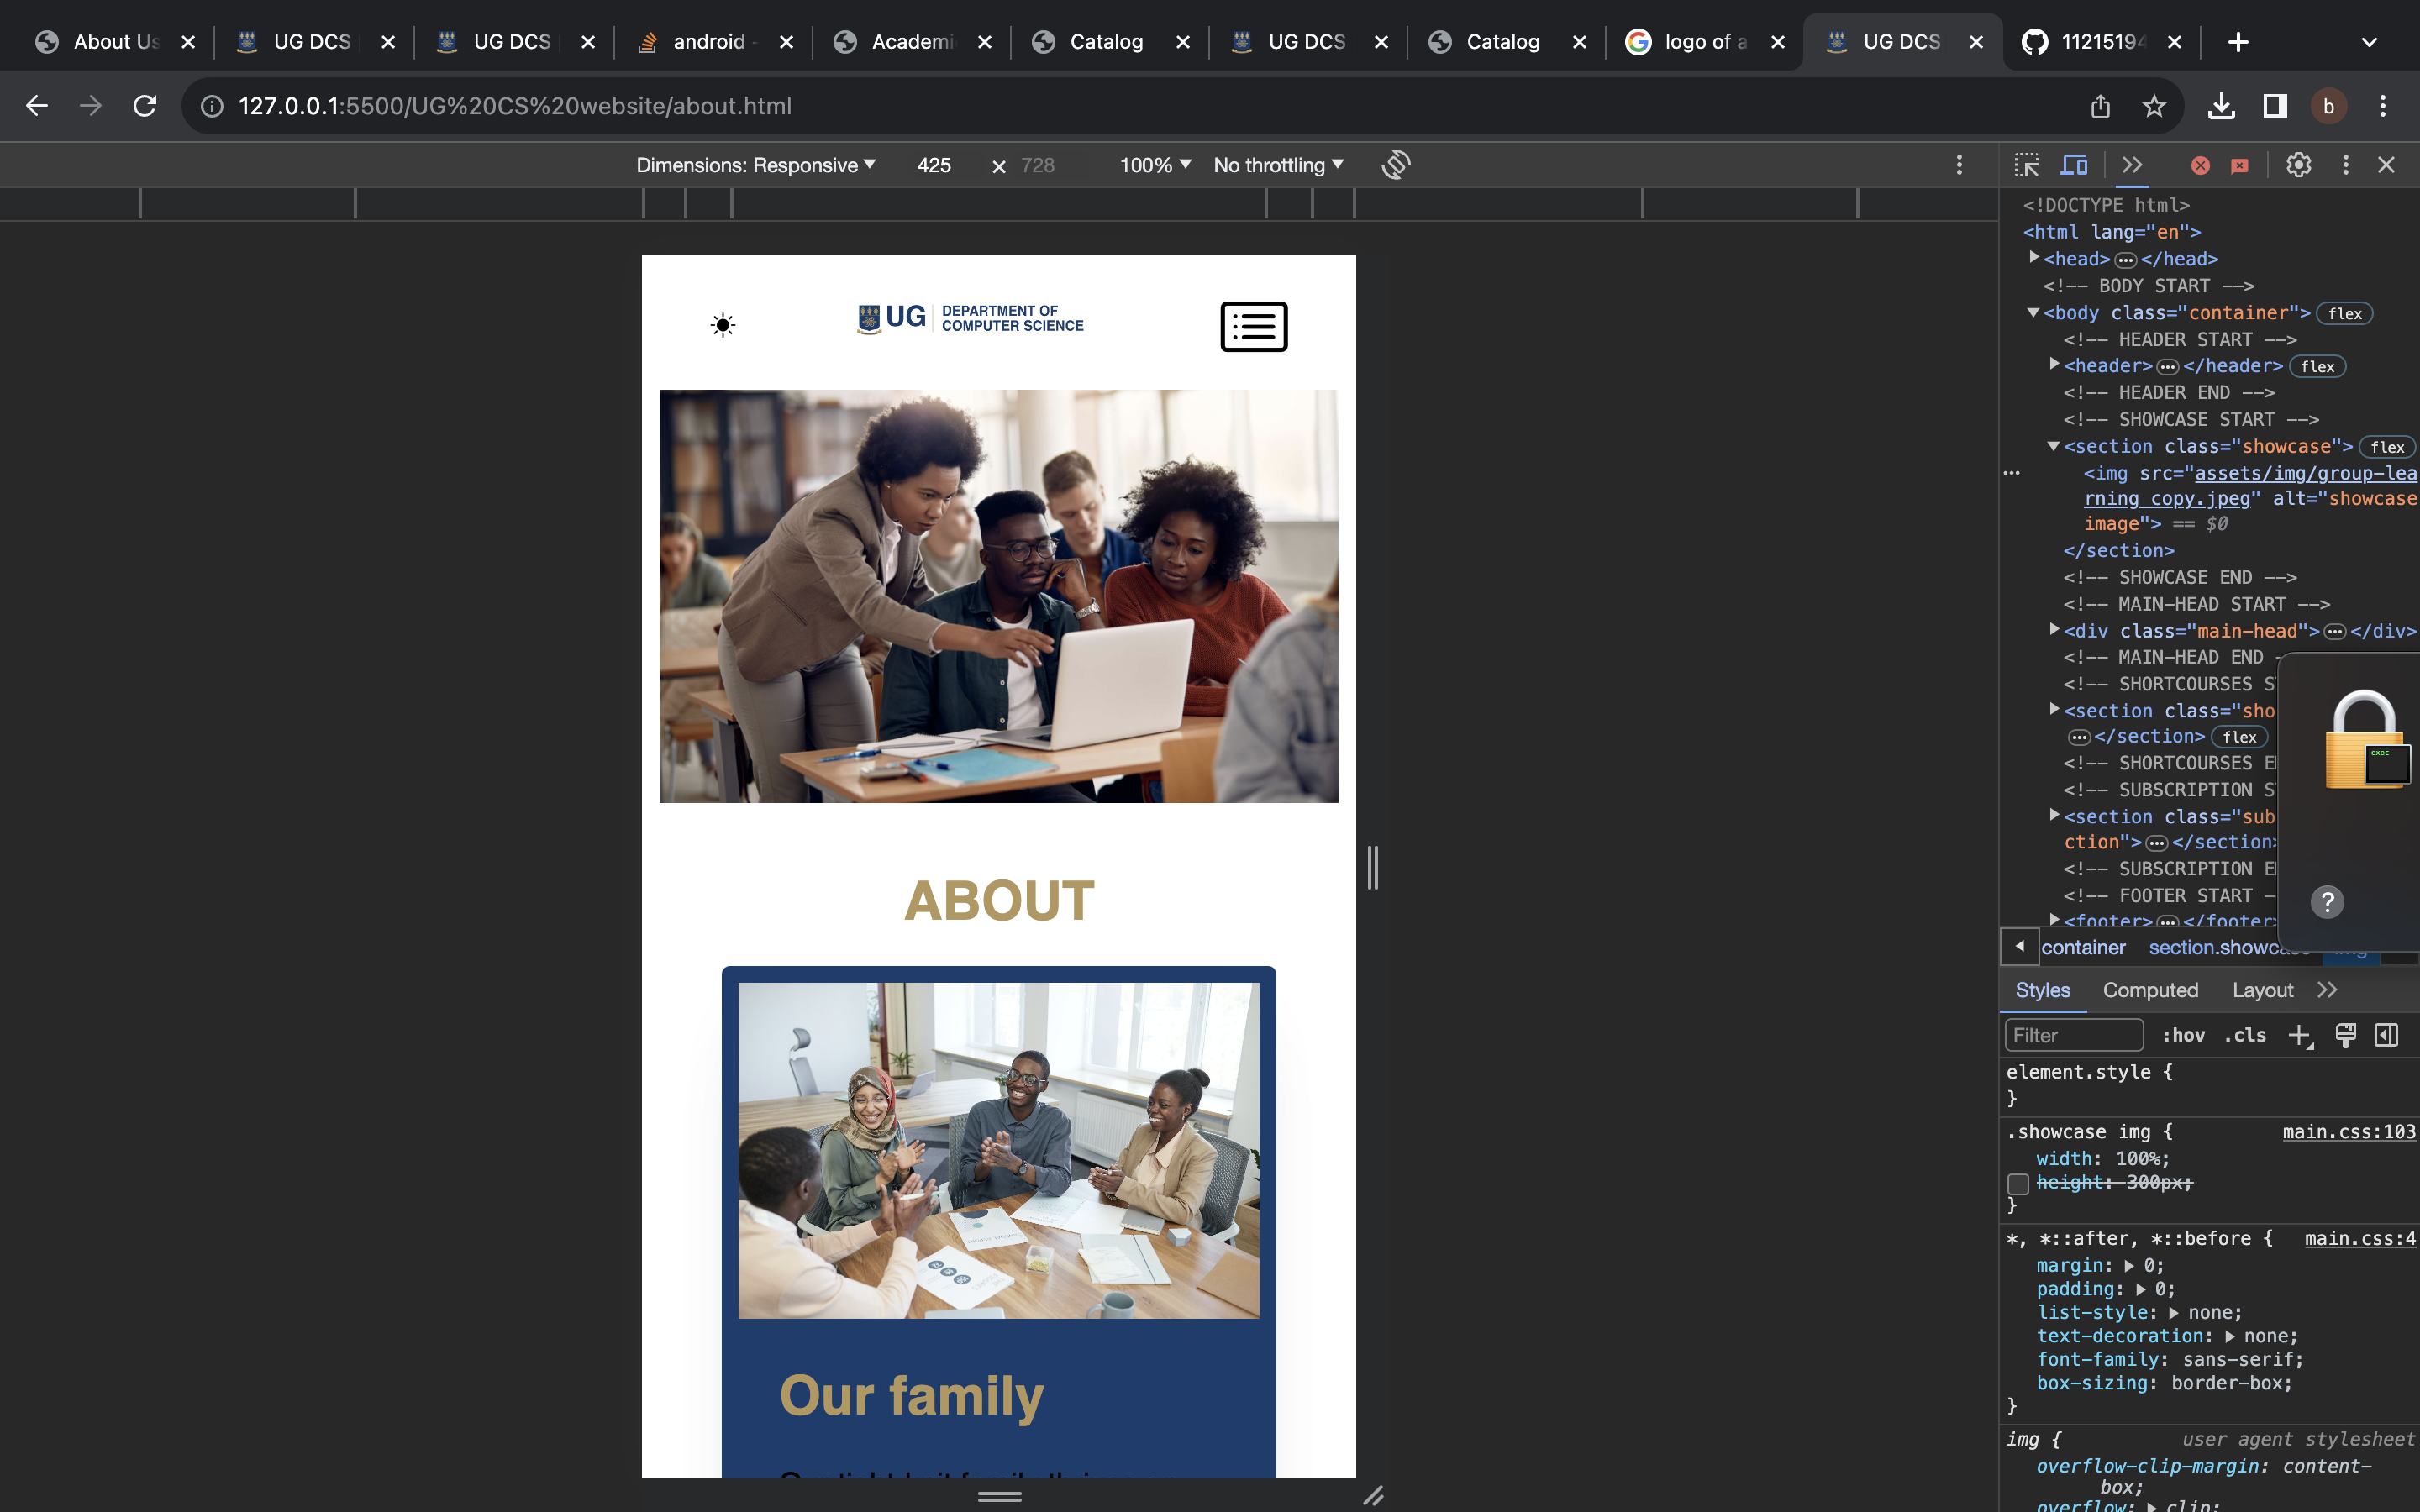 About Us
UG DCS
UG DCS
android -
Academi
Catalog
UG DCS
Catalog
logo of a
UG DCS
11215194
127.0.0.1:5500/UG%20CS%20website/about.html
b
Dimensions: Responsive 425 × 728 100% No throttling
UG DEPARTMENT OF
COMPUTER SCIENCE
ABOUT
Our family
<!DOCTYPE html>
<html lang="en">
<head> … </head>
<!-- BODY START -->
<body class="container"> flex
<!-- HEADER START -->
<header> … </header> flex
<!-- HEADER END -->
<!-- SHOWCASE START -->
<section class="showcase"> flex
<img src="assets/img/group-lea
rning copy.jpeg" alt="showcase
image"> == $0
</section>
<!-- SHOWCASE END -->
<!-- MAIN-HEAD START -->
<div class="main-head"> … </div>
<!-- MAIN-HEAD END -
<!-- SHORTCOURSES S
<section class="sho
… </section> flex
<!-- SHORTCOURSES E
<!-- SUBSCRIPTION S
<section class="sub
ction"> … </section>
<!-- SUBSCRIPTION E
<!-- FOOTER START -
<footer> … </footer>
exec
?
container section.showcase img
Styles Computed Layout
Filter :hov .cls
element.style {
}
.showcase img { main.css:103
width: 100%;
height: 300px;
}
*, *::after, *::before { main.css:4
margin: 0;
padding: 0;
list-style: none;
text-decoration: none;
font-family: sans-serif;
box-sizing: border-box;
}
img { user agent stylesheet
overflow-clip-margin: content-
box;
overflow: clip;